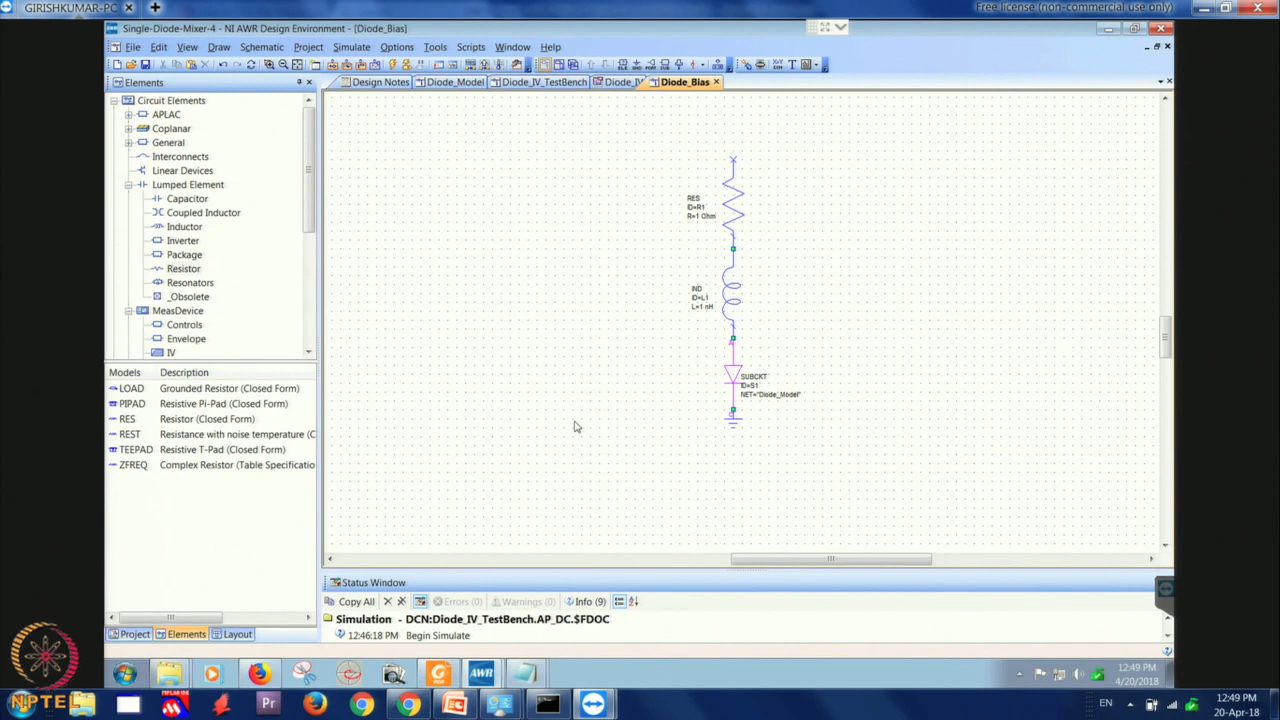 GIRISHKUMAR-PC
Free license (non-commercial use only)
Single-Diode-Mixer-4 - NI AWR Design Environment - [Diode_Bias]
File Edit View Draw Schematic Project Simulate Options Tools Scripts Window Help
Elements
Design Notes Diode_Model Diode_IV_TestBench Diode_IV Diode_Bias
Circuit Elements
APLAC
Coplanar
General
Interconnects
Linear Devices
Lumped Element
Capacitor
Coupled Inductor
Inductor
Inverter
Package
Resistor
Resonators
_Obsolete
MeasDevice
Controls
Envelope
IV
Models Description
LOAD Grounded Resistor (Closed Form)
PIPAD Resistive Pi-Pad (Closed Form)
RES Resistor (Closed Form)
REST Resistance with noise temperature (C
TEEPAD Resistive T-Pad (Closed Form)
ZFREQ Complex Resistor (Table Specificatio
Project Elements Layout
RES
ID=R1
R=1 Ohm
IND
ID=L1
L=1 nH
SUBCKT
ID=S1
NET="Diode_Model"
Status Window
Copy All Errors (0) Warnings (0) Info (9)
Simulation - DCN:Diode_IV_TestBench.AP_DC.$FDOC
12:46:18 PM Begin Simulate
AWR
12:49 PM
4/20/2018
NPTEL
Pr
EN
12:49 PM
20-Apr-18